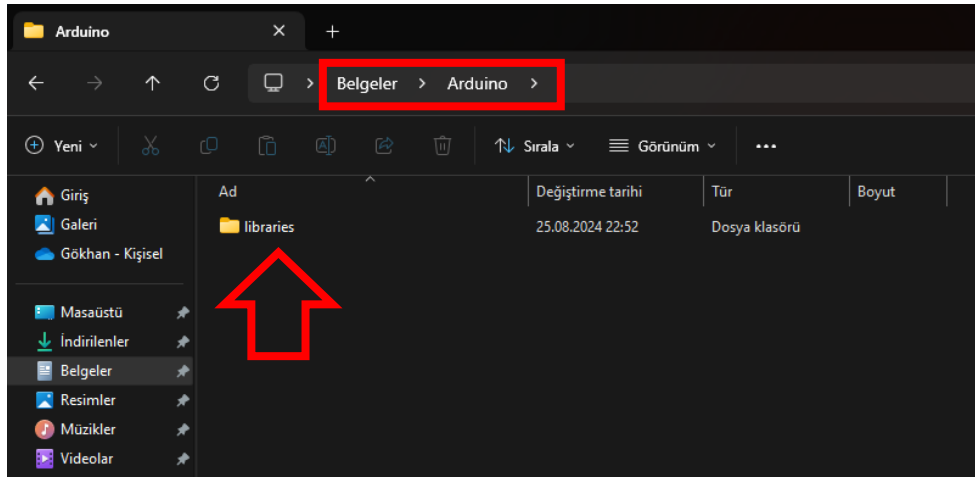 Arduino
Belgeler > Arduino >
Yeni
Sırala
Görünüm
Ad
Değiştirme tarihi
Tür
Boyut
libraries
25.08.2024 22:52
Dosya klasörü
Giriş
Galeri
Gökhan - Kişisel
Masaüstü
İndirilenler
Belgeler
Resimler
Müzikler
Videolar